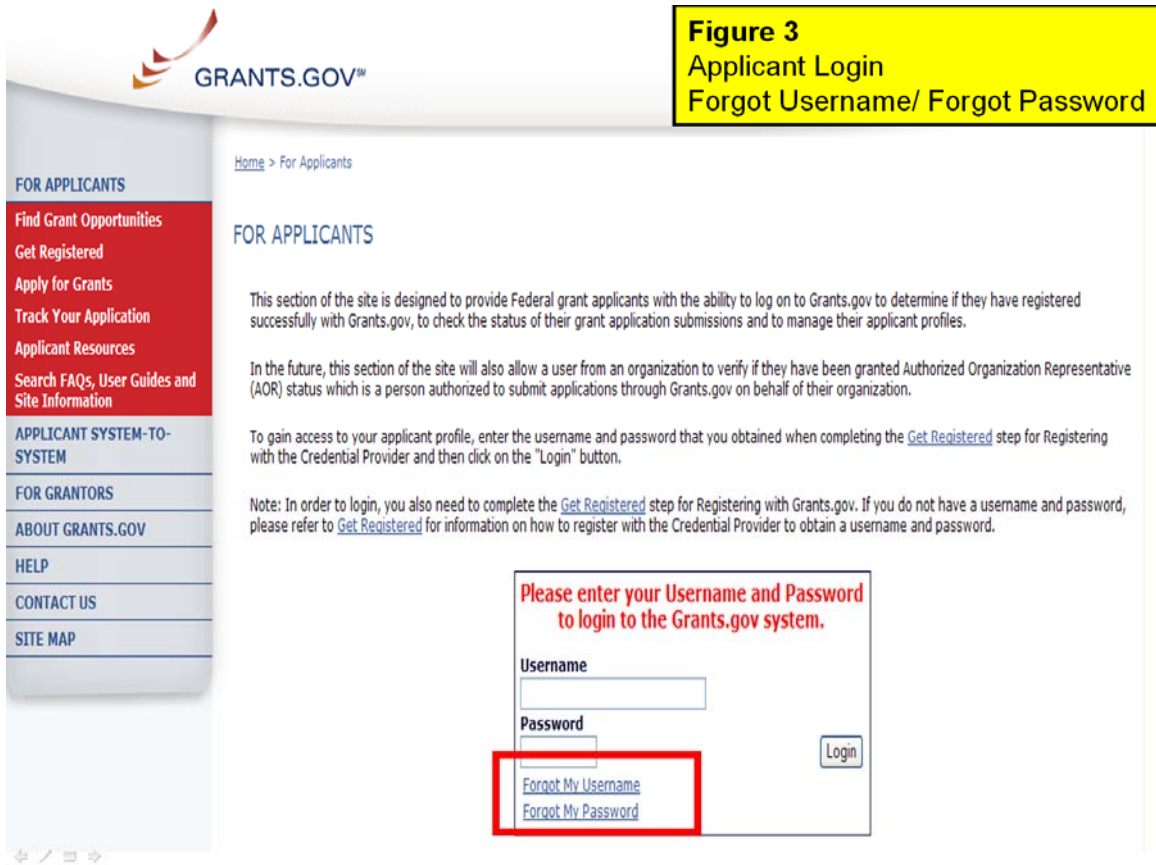 GRANTS.GOV℠
Figure 3
Applicant Login
Forgot Username/ Forgot Password
Home > For Applicants
FOR APPLICANTS
Find Grant Opportunities
Get Registered
Apply for Grants
Track Your Application
Applicant Resources
Search FAQs, User Guides and
Site Information
APPLICANT SYSTEM-TO-
SYSTEM
FOR GRANTORS
ABOUT GRANTS.GOV
HELP
CONTACT US
SITE MAP
FOR APPLICANTS
This section of the site is designed to provide Federal grant applicants with the ability to log on to Grants.gov to determine if they have registered
successfully with Grants.gov, to check the status of their grant application submissions and to manage their applicant profiles.
In the future, this section of the site will also allow a user from an organization to verify if they have been granted Authorized Organization Representative
(AOR) status which is a person authorized to submit applications through Grants.gov on behalf of their organization.
To gain access to your applicant profile, enter the username and password that you obtained when completing the Get Registered step for Registering
with the Credential Provider and then click on the "Login" button.
Note: In order to login, you also need to complete the Get Registered step for Registering with Grants.gov. If you do not have a username and password,
please refer to Get Registered for information on how to register with the Credential Provider to obtain a username and password.
Please enter your Username and Password
to login to the Grants.gov system.
Username
Password
Login
Forgot My Username
Forgot My Password